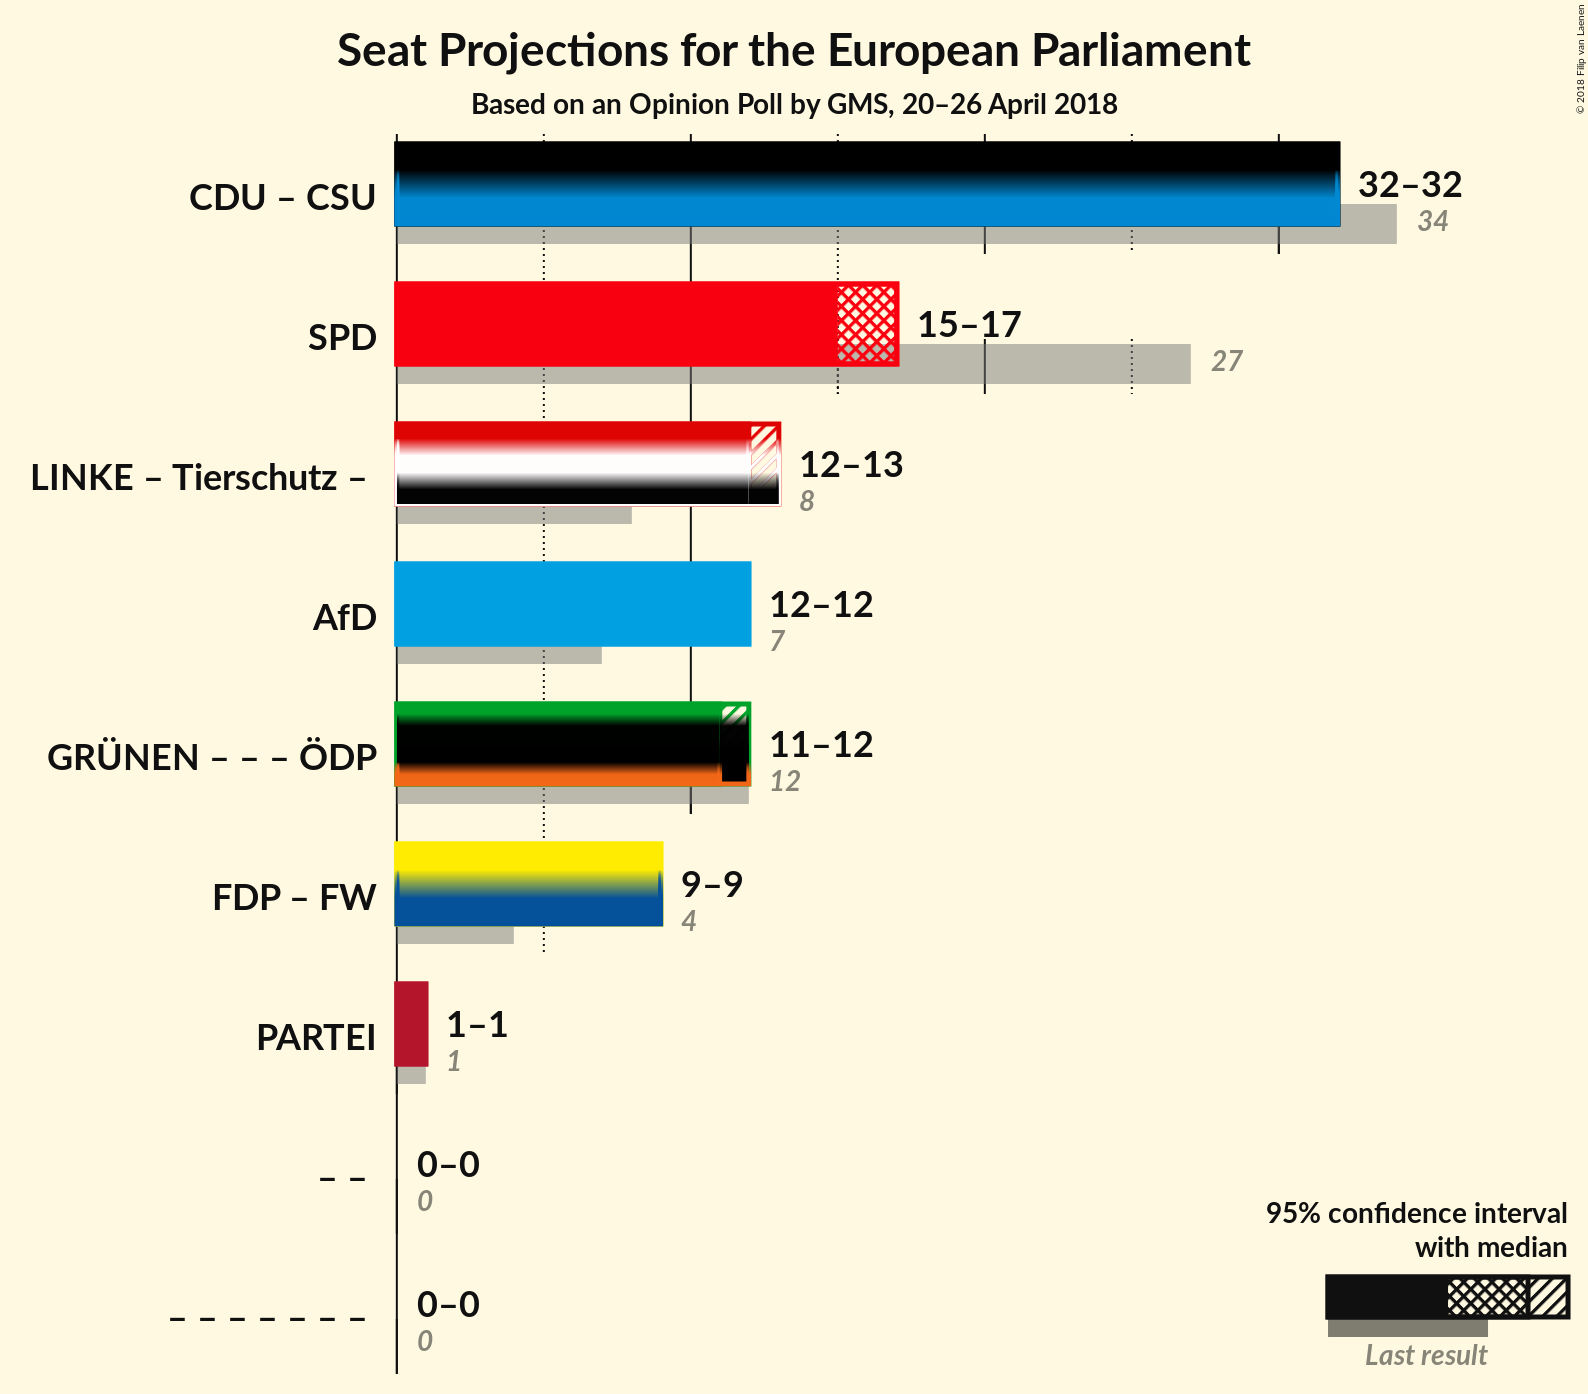 Seat Projections for the European Parliament
Based on an Opinion Poll by GMS, 20–26 April 2018
© 2018 Filip van Laenen
CDU – CSU
32–32
34
SPD
15–17
27
LINKE – Tierschutz –
12–13
8
AfD
12–12
7
GRÜNEN – – – ÖDP
11–12
12
FDP – FW
9–9
4
PARTEI
1–1
1
– –
0–0
0
– – – – – – –
0–0
0
95% confidence interval
with median
Last result